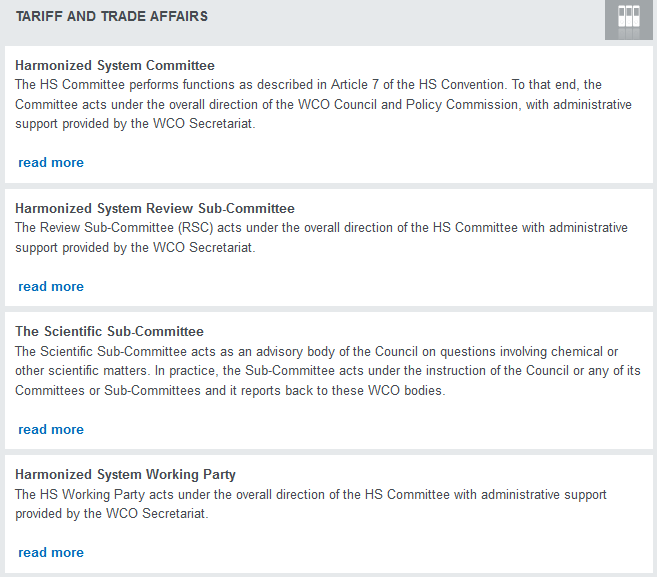 TARIFF AND TRADE AFFAIRS
Harmonized System Committee
The HS Committee performs functions as described in Article 7 of the HS Convention. To that end, the
Committee acts under the overall direction of the WCO Council and Policy Commission, with administrative
support provided by the WCO Secretariat.
read more
Harmonized System Review Sub-Committee
The Review Sub-Committee (RSC) acts under the overall direction of the HS Committee with administrative
support provided by the WCO Secretariat.
read more
The Scientific Sub-Committee
The Scientific Sub-Committee acts as an advisory body of the Council on questions involving chemical or
other scientific matters. In practice, the Sub-Committee acts under the instruction of the Council or any of its
Committees or Sub-Committees and it reports back to these WCO bodies.
read more
Harmonized System Working Party
The HS Working Party acts under the overall direction of the HS Committee with administrative support
provided by the WCO Secretariat.
read more